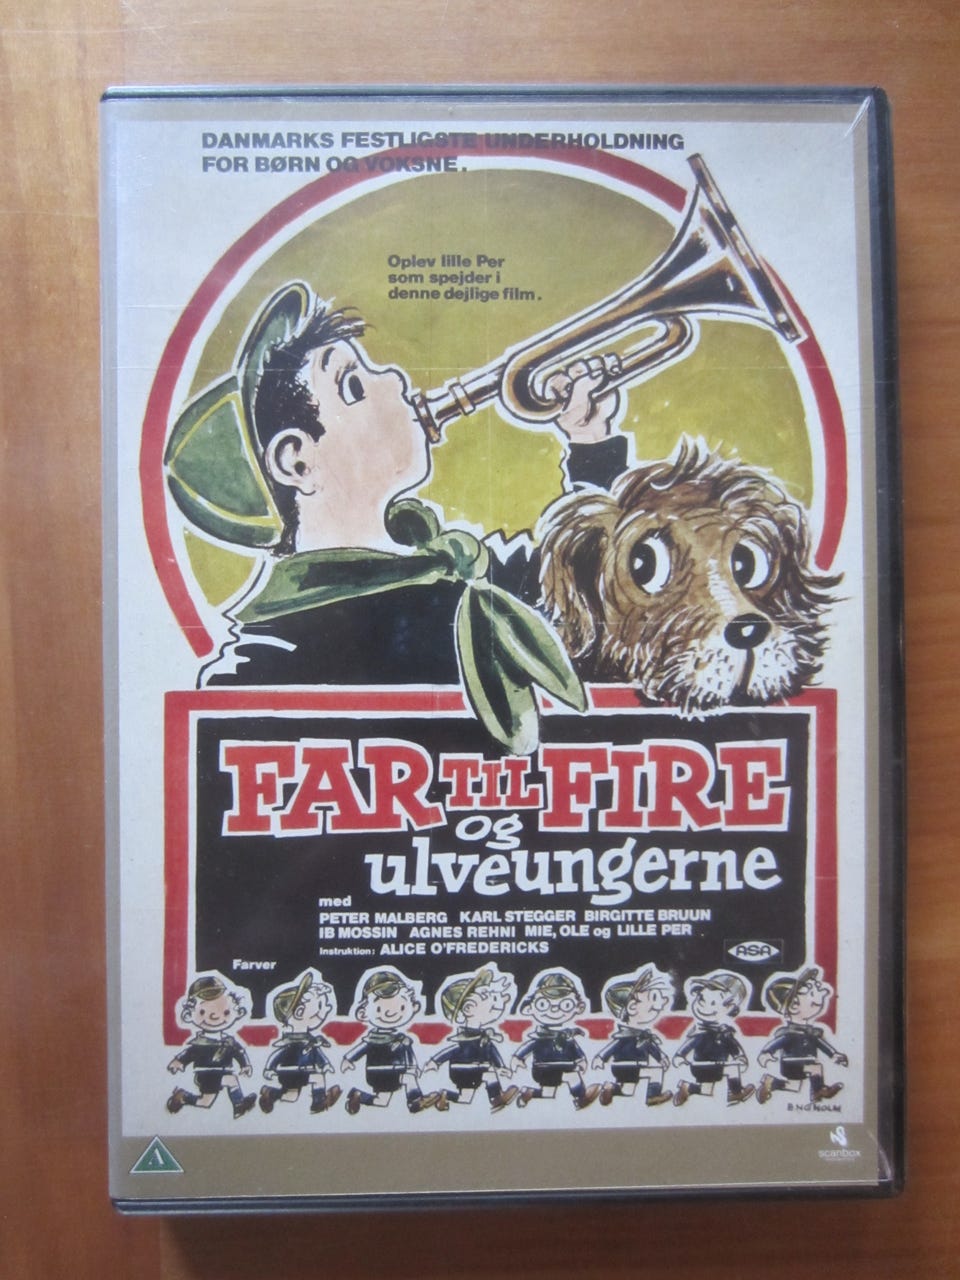 DANMARKS FESTLIGSTE UNDERHOLDNING
FOR BØRN OG VOKSNE.
Oplev lille Per
som spejder i
denne dejlige film.
FAR TIL FIRE
og
ulveungerne
med
PETER MALBERG KARL STEGGER BIRGITTE BRUUN
IB MOSSIN AGNES REHNI MIE, OLE og LILLE PER
Instruktion: ALICE O'FREDERICKS
ASA
Farver
ENGHOLM
A
scanbox